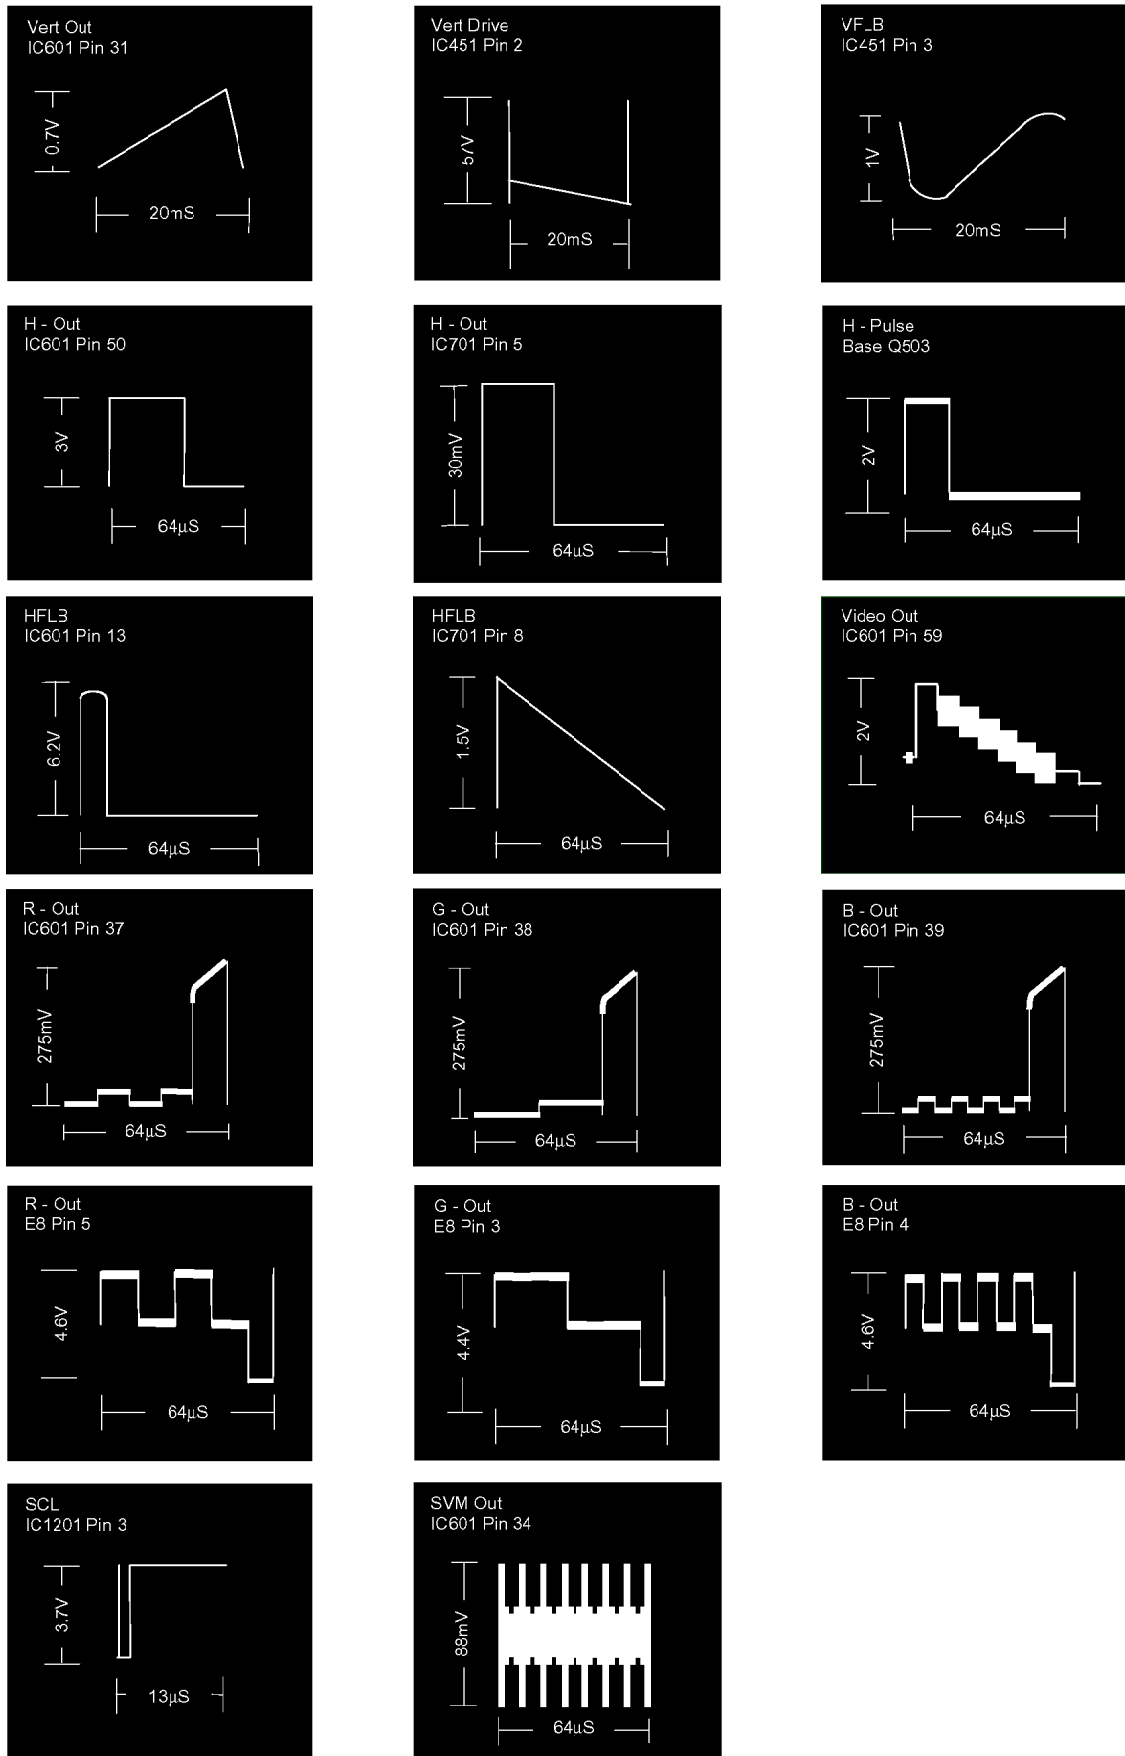 Vert Out
IC601 Pin 31
0.7V
20mS
Vert Drive
IC451 Pin 2
57V
20mS
VF_B
IC451 Pin 3
1V
20mS
H - Out
IC601 Pin 50
3V
64µS
H - Out
IC701 Pin 5
30mV
64µS
H - Pulse
Base Q503
2V
64µS
HFLB
IC601 Pin 13
6.2V
64µS
HFLB
IC701 Pin 8
1.5V
64µS
Video Out
IC601 Pin 59
2V
64µS
R - Out
IC601 Pin 37
275mV
64µS
G - Out
IC601 Pin 38
275mV
64µS
B - Out
IC601 Pin 39
275mV
64µS
R - Out
E8 Pin 5
4.6V
64µS
G - Out
E8 Pin 3
4.4V
64µS
B - Out
E8 Pin 4
4.6V
64µS
SCL
IC1201 Pin 3
3.7V
13µS
SVM Out
IC601 Pin 34
88mV
64µS